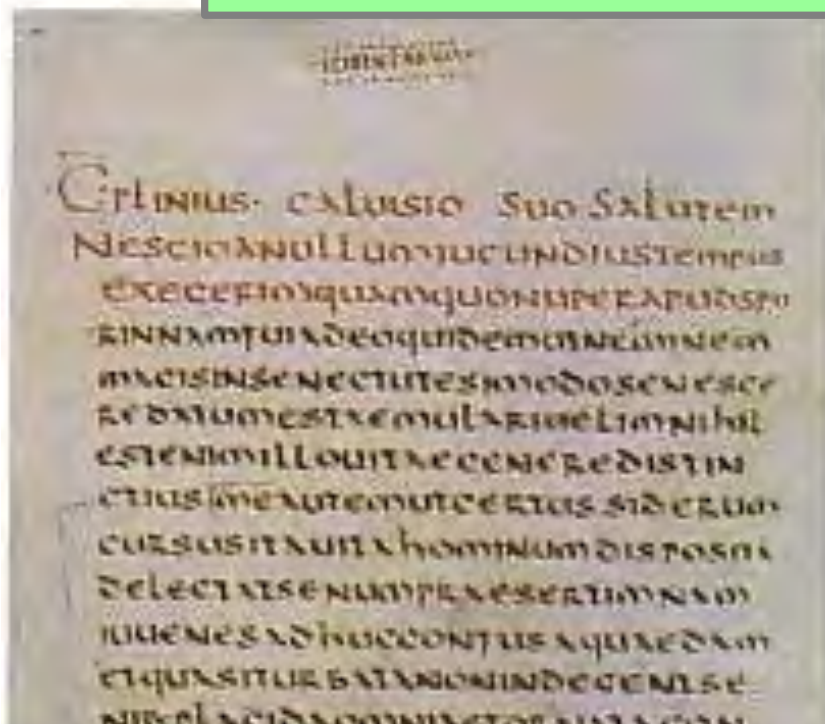 C·PLINIUS· CALUISIO SUO SALUTEM
NESCIOANULLUMIUCUNDIUSTEMPUS
EXEGERIMQUAMQUONUPERAPUDSPU
RINNAMFUIADEOQUIDEMUTNEMINEM
MAGISINSENECTUTESIMODOSENESCE
REDATUMESTAEMULARIUELIMNIHIL
ESTENIMILLOUITAEGENEREDISTIN
CTIUSMEAUTEMUTCERTUSSIDERUM
CURSUSITAUITAHOMINUMDISPOSITA
DELECTATSENUMPRAESERTIMNAM
IUUENESADHUCCONFUSAQUAEDAM
ETQUASITURBATANONINDECENTSE